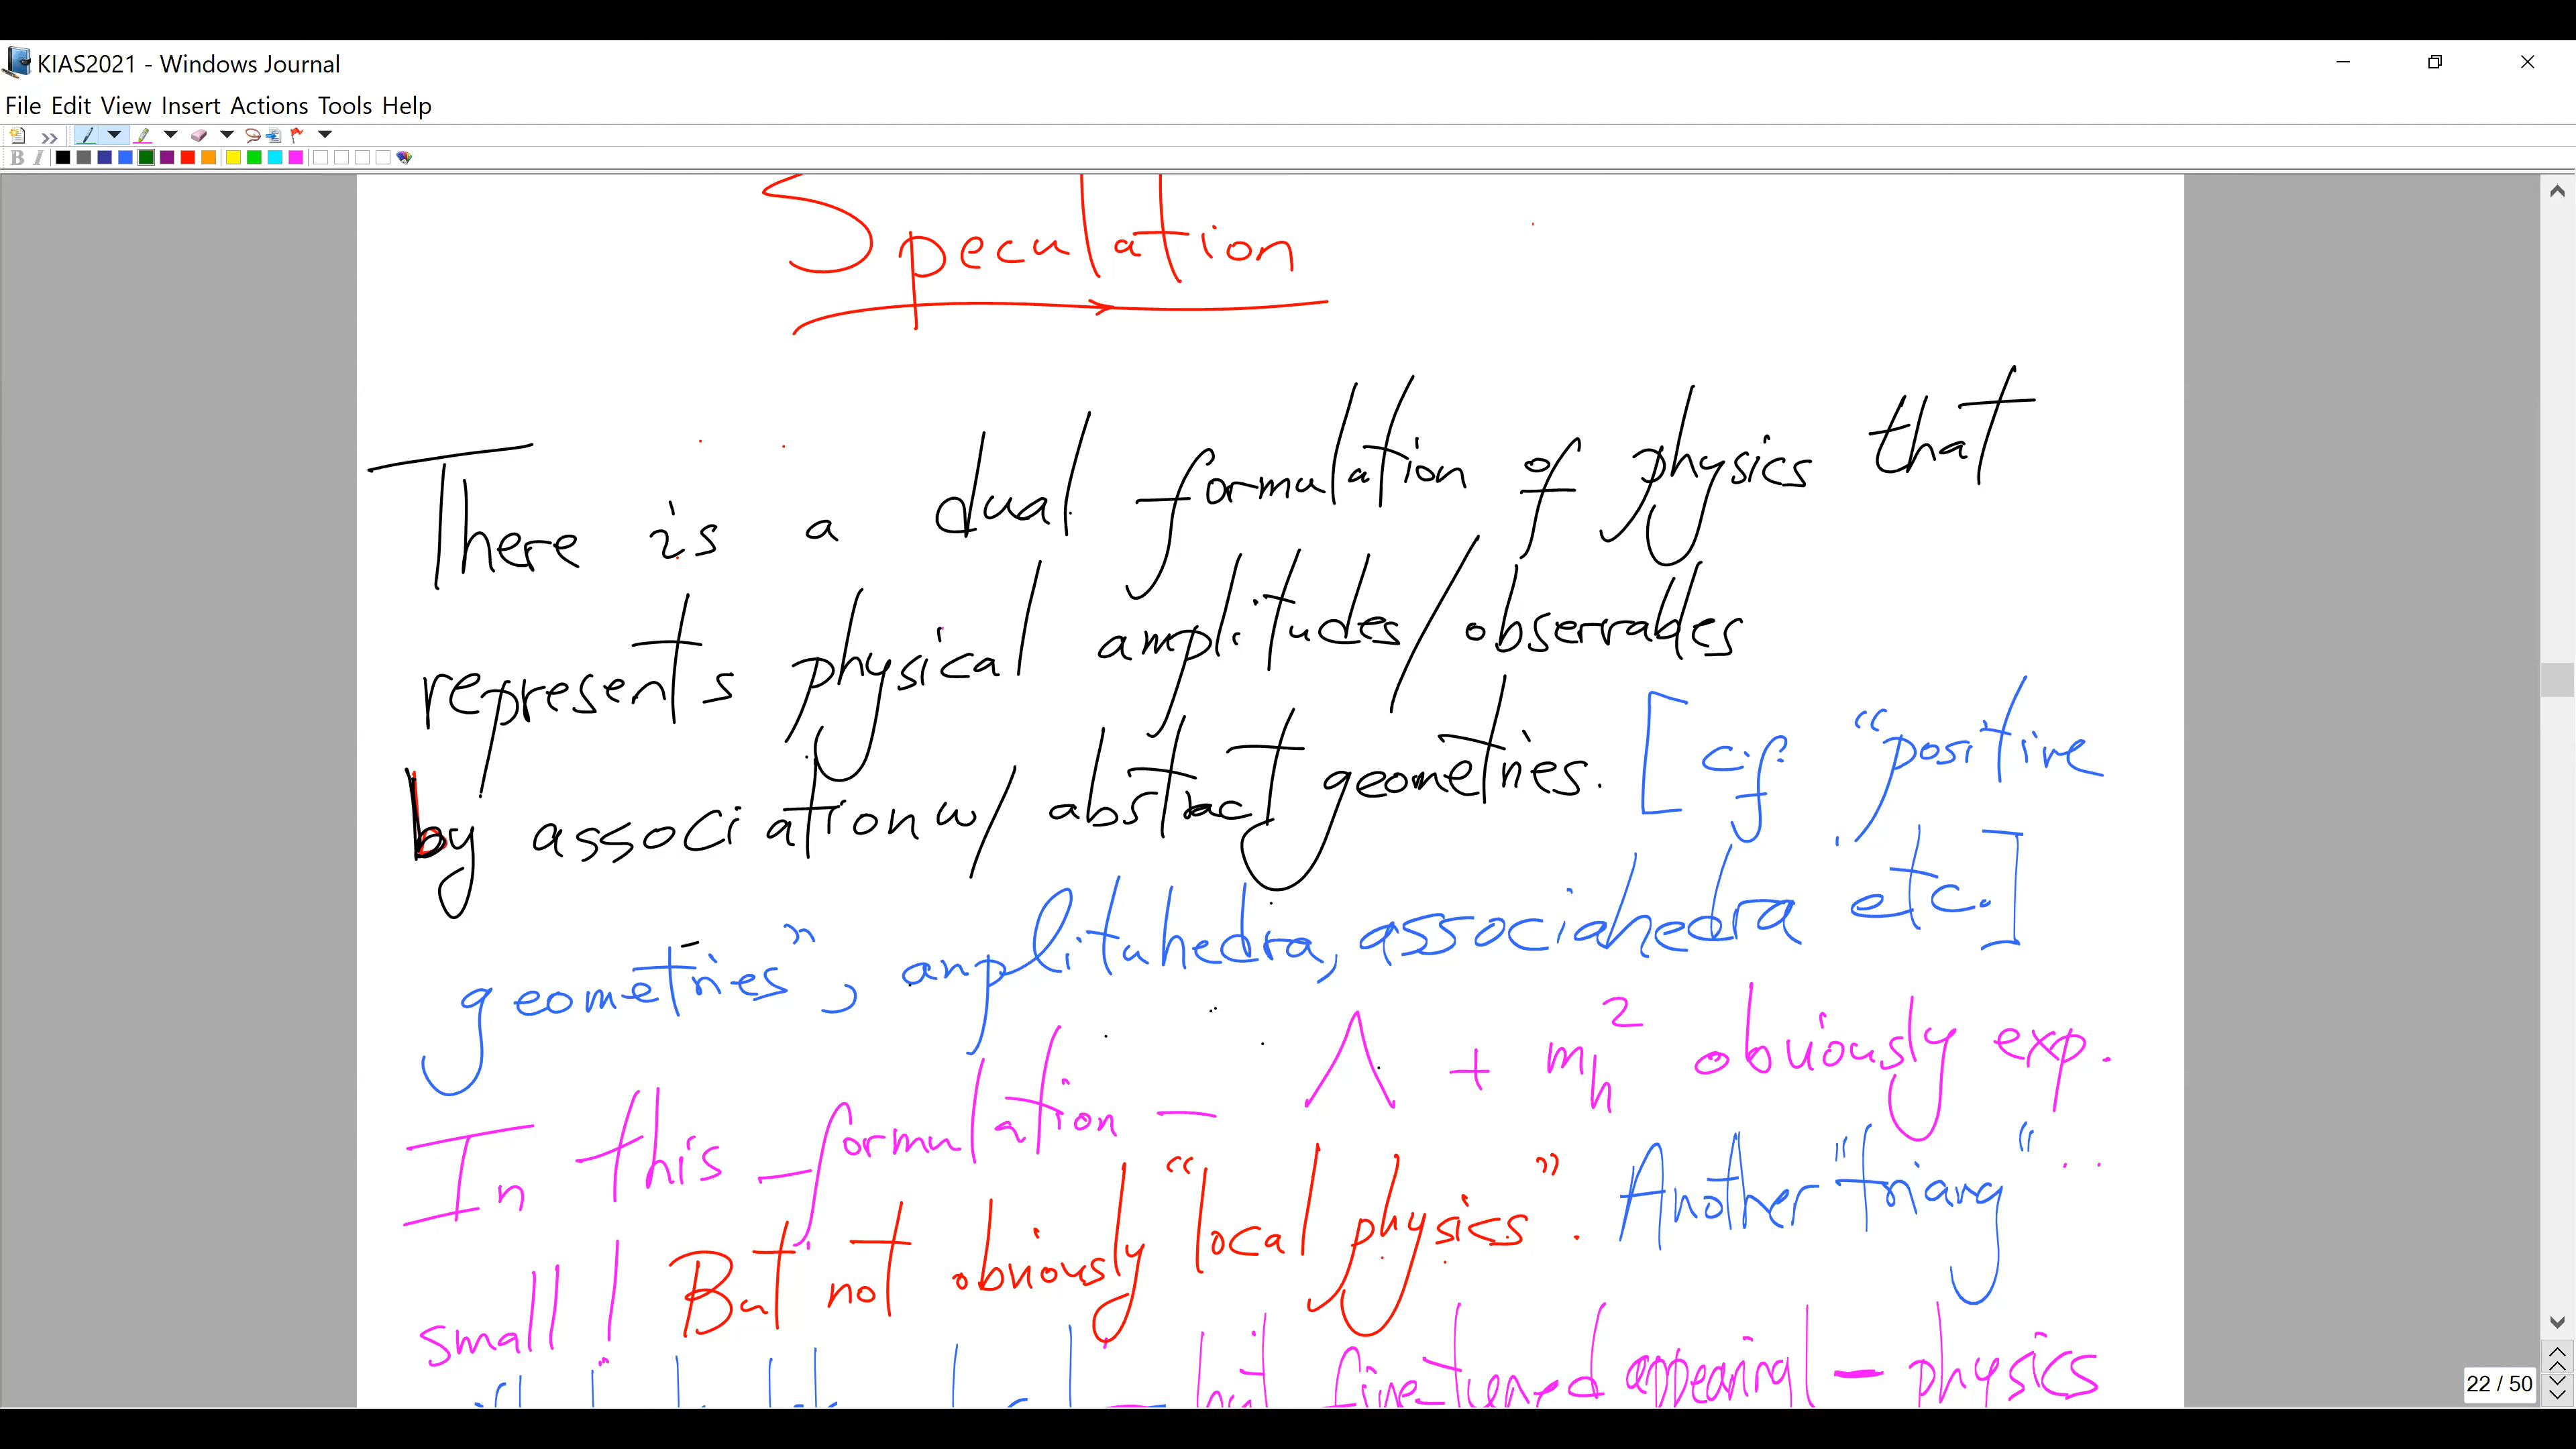 KIAS2021 - Windows Journal
File Edit View Insert Actions Tools Help
B I
Speculation
There is a dual formulation of physics that
represents physical amplitudes/observables
by association w/ abstract geometries. [c.f. "positive
geometries", amplituhedra, associahedra etc.]
In this formulation - Λ + m_h^2 obviously exp.
small! But not obviously "local physics". Another "triang" ..
but fine-tuned appearing - physics
22 / 50